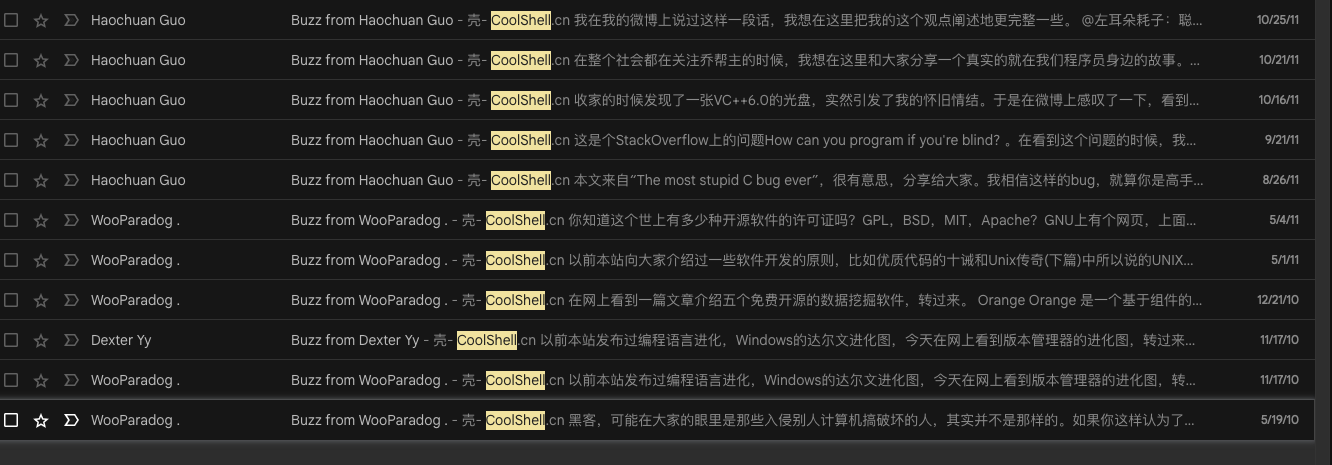 Haochuan Guo Buzz from Haochuan Guo - 壳- CoolShell.cn 我在我的微博上说过这样一段话，我想在这里把我的这个观点阐述地更完整一些。 @左耳朵耗子：聪... 10/25/11
Haochuan Guo Buzz from Haochuan Guo - 壳- CoolShell.cn 在整个社会都在关注乔帮主的时候，我想在这里和大家分享一个真实的就在我们程序员身边的故事。... 10/21/11
Haochuan Guo Buzz from Haochuan Guo - 壳- CoolShell.cn 收家的时候发现了一张VC++6.0的光盘，实然引发了我的怀旧情结。于是在微博上感叹了一下，看到... 10/16/11
Haochuan Guo Buzz from Haochuan Guo - 壳- CoolShell.cn 这是个StackOverflow上的问题How can you program if you're blind? 。在看到这个问题的时候，我... 9/21/11
Haochuan Guo Buzz from Haochuan Guo - 壳- CoolShell.cn 本文来自“The most stupid C bug ever”，很有意思，分享给大家。我相信这样的bug，就算你是高手... 8/26/11
WooParadog . Buzz from WooParadog . - 壳- CoolShell.cn 你知道这个世上有多少种开源软件的许可证吗？GPL，BSD，MIT，Apache？GNU上有个网页，上面... 5/4/11
WooParadog . Buzz from WooParadog . - 壳- CoolShell.cn 以前本站向大家介绍过一些软件开发的原则，比如优质代码的十诫和Unix传奇(下篇)中所以说的UNIX... 5/1/11
WooParadog . Buzz from WooParadog . - 壳- CoolShell.cn 在网上看到一篇文章介绍五个免费开源的数据挖掘软件，转过来。 Orange Orange 是一个基于组件的... 12/21/10
Dexter Yy Buzz from Dexter Yy - 壳- CoolShell.cn 以前本站发布过编程语言进化，Windows的达尔文进化图，今天在网上看到版本管理器的进化图，转过来... 11/17/10
WooParadog . Buzz from WooParadog . - 壳- CoolShell.cn 以前本站发布过编程语言进化，Windows的达尔文进化图，今天在网上看到版本管理器的进化图，转... 11/17/10
WooParadog . Buzz from WooParadog . - 壳- CoolShell.cn 黑客，可能在大家的眼里是那些入侵别人计算机搞破坏的人，其实并不是那样的。如果你这样认为了... 5/19/10